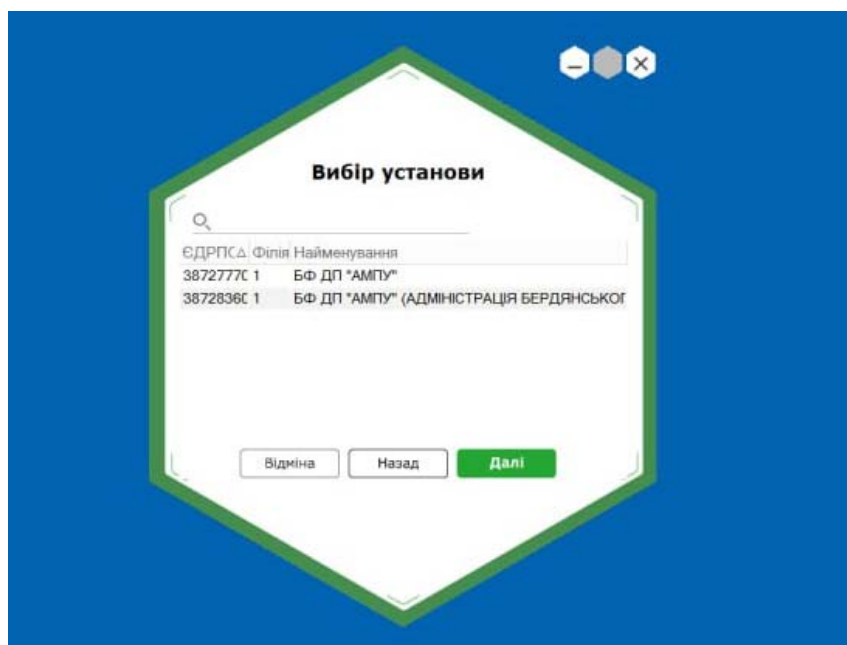 Вибір установи
ЄДРПС Філія Найменування
3872777 1 БФ ДП "АМПУ"
3872836 1 БФ ДП "АМПУ" (АДМІНІСТРАЦІЯ БЕРДЯНСЬКОГ
Відміна Назад Далі